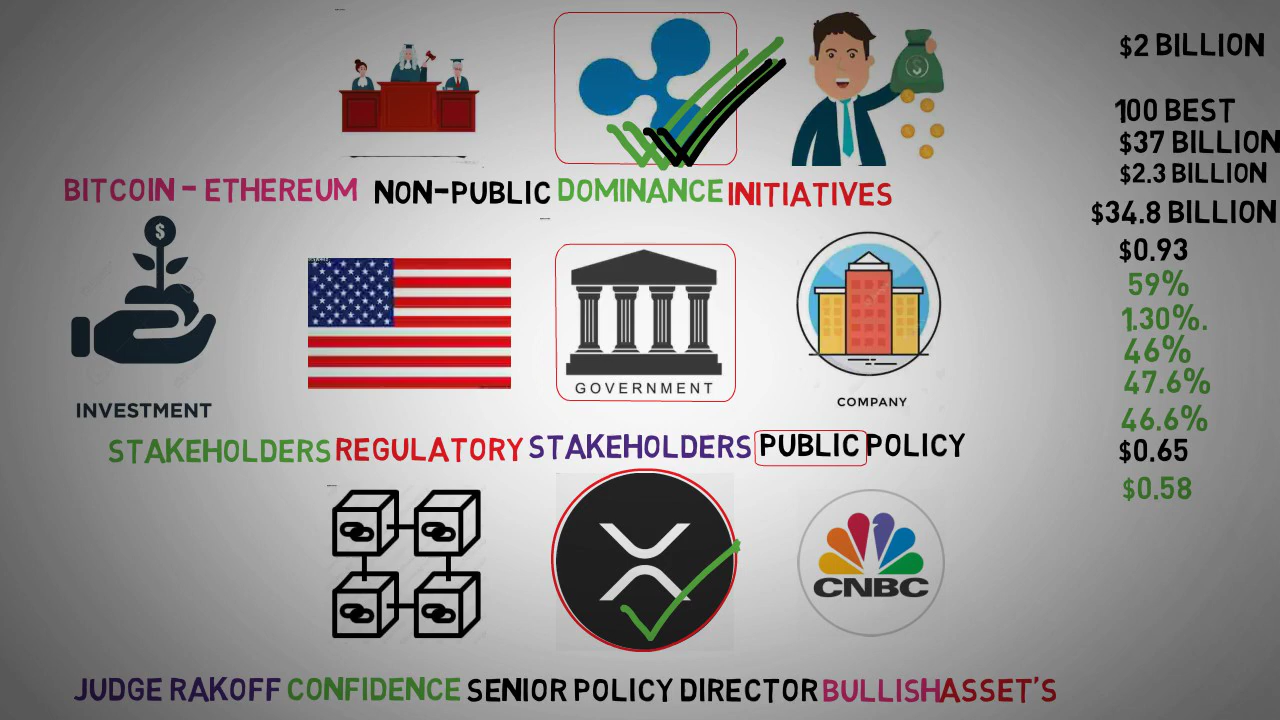 $2 BILLION
100 BEST
$37 BILLION
$2.3 BILLION
BITCOIN - ETHEREUM NON-PUBLIC DOMINANCE INITIATIVES
$34.8 BILLION
$
$0.93
59%
1.30%.
46%
47.6%
GOVERNMENT
COMPANY
INVESTMENT
46.6%
STAKEHOLDERS REGULATORY STAKEHOLDERS PUBLIC POLICY
$0.65
$0.58
CNBC
JUDGE RAKOFF CONFIDENCE SENIOR POLICY DIRECTOR BULLISH ASSET'S